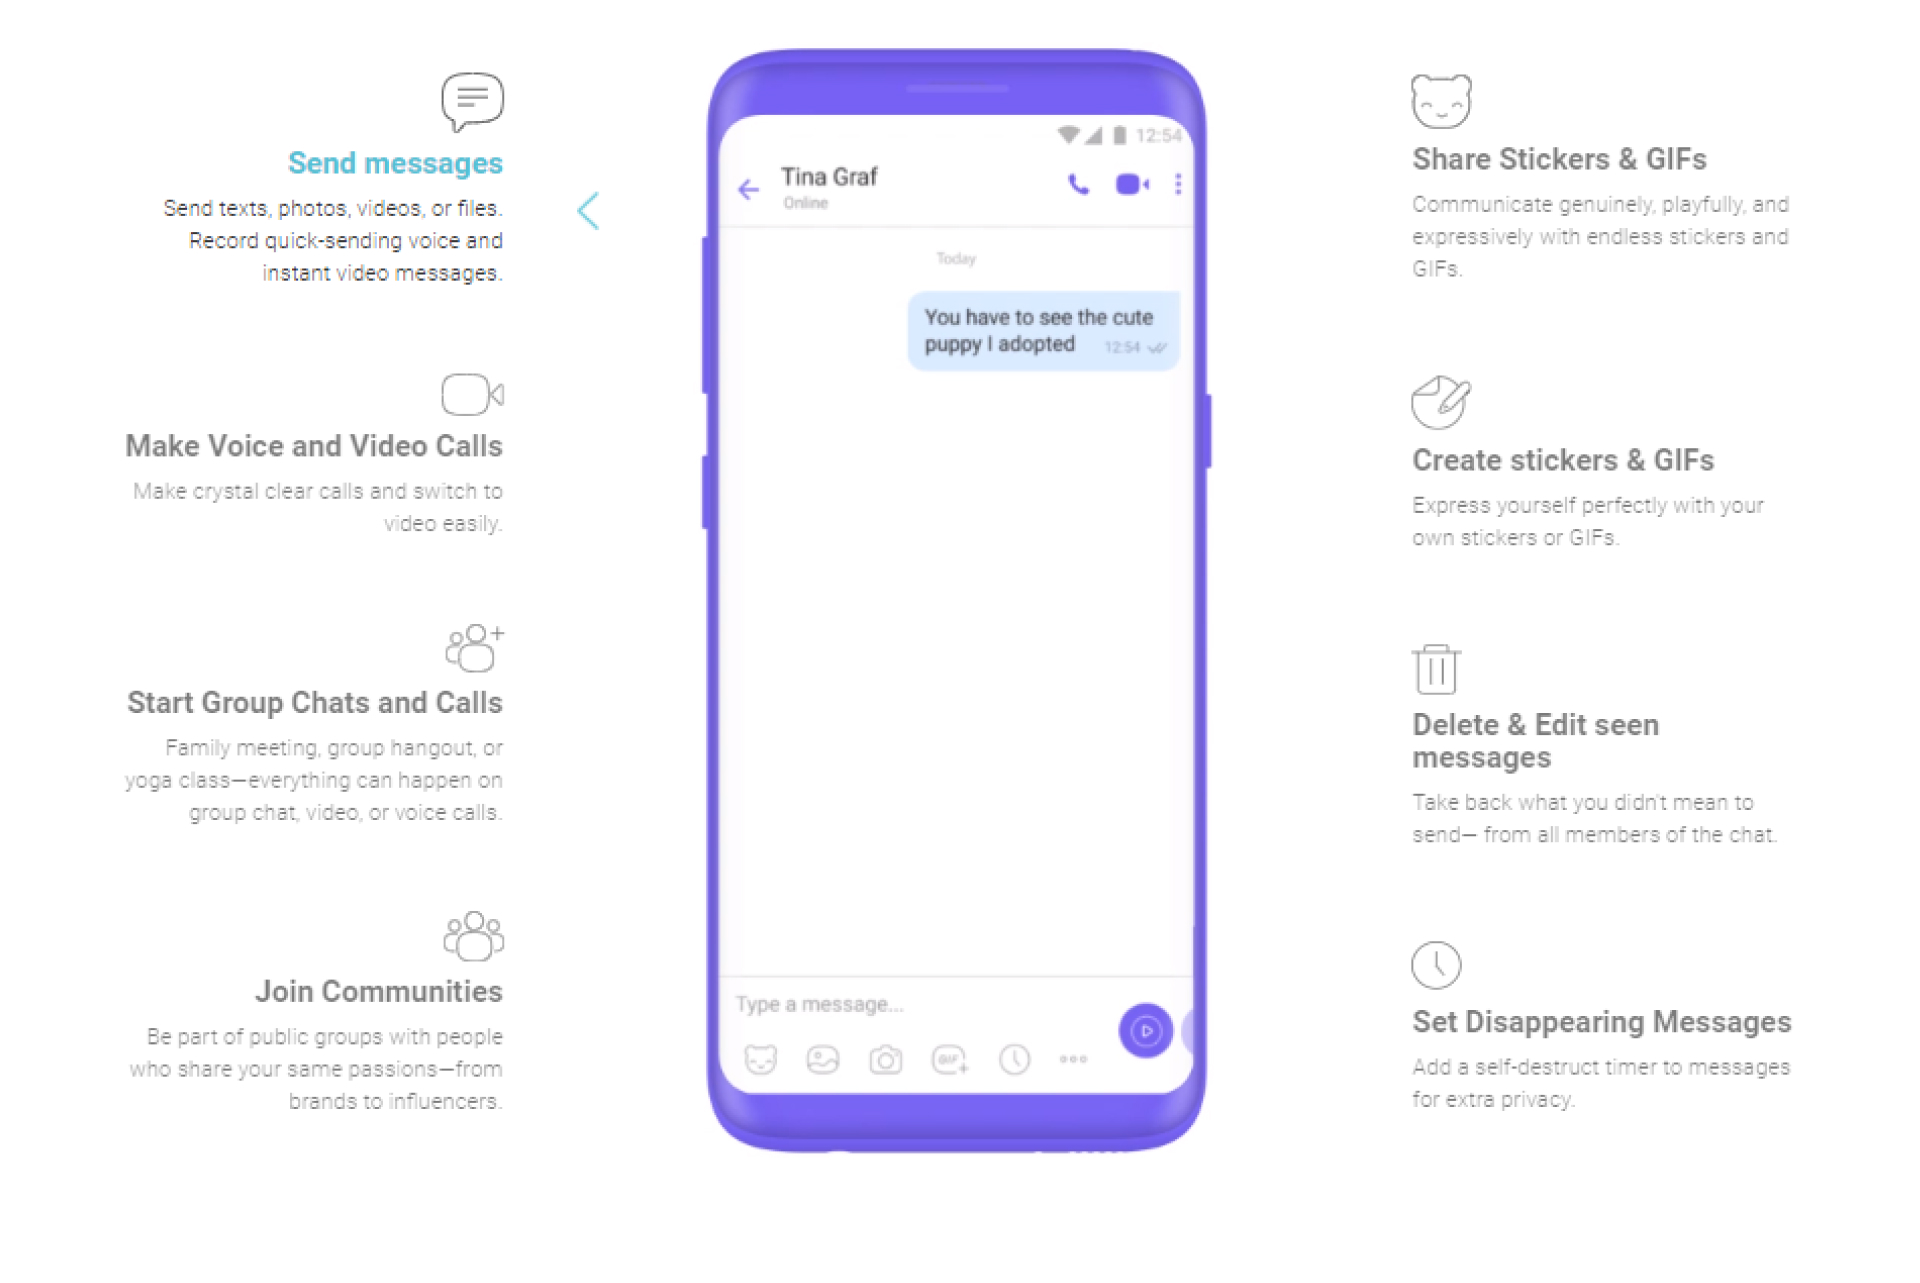 Send messages
Send texts, photos, videos, or files.
Record quick-sending voice and
instant video messages.
Make Voice and Video Calls
Make crystal clear calls and switch to
video easily.
Start Group Chats and Calls
Family meeting, group hangout, or
yoga class—everything can happen on
group chat, video, or voice calls.
Join Communities
Be part of public groups with people
who share your same passions—from
brands to influencers.
12:54
Tina Graf
Online
Today
You have to see the cute
puppy I adopted 12:54
Type a message...
GIF
Share Stickers & GIFs
Communicate genuinely, playfully, and
expressively with endless stickers and
GIFs.
Create stickers & GIFs
Express yourself perfectly with your
own stickers or GIFs.
Delete & Edit seen
messages
Take back what you didn't mean to
send— from all members of the chat.
Set Disappearing Messages
Add a self-destruct timer to messages
for extra privacy.